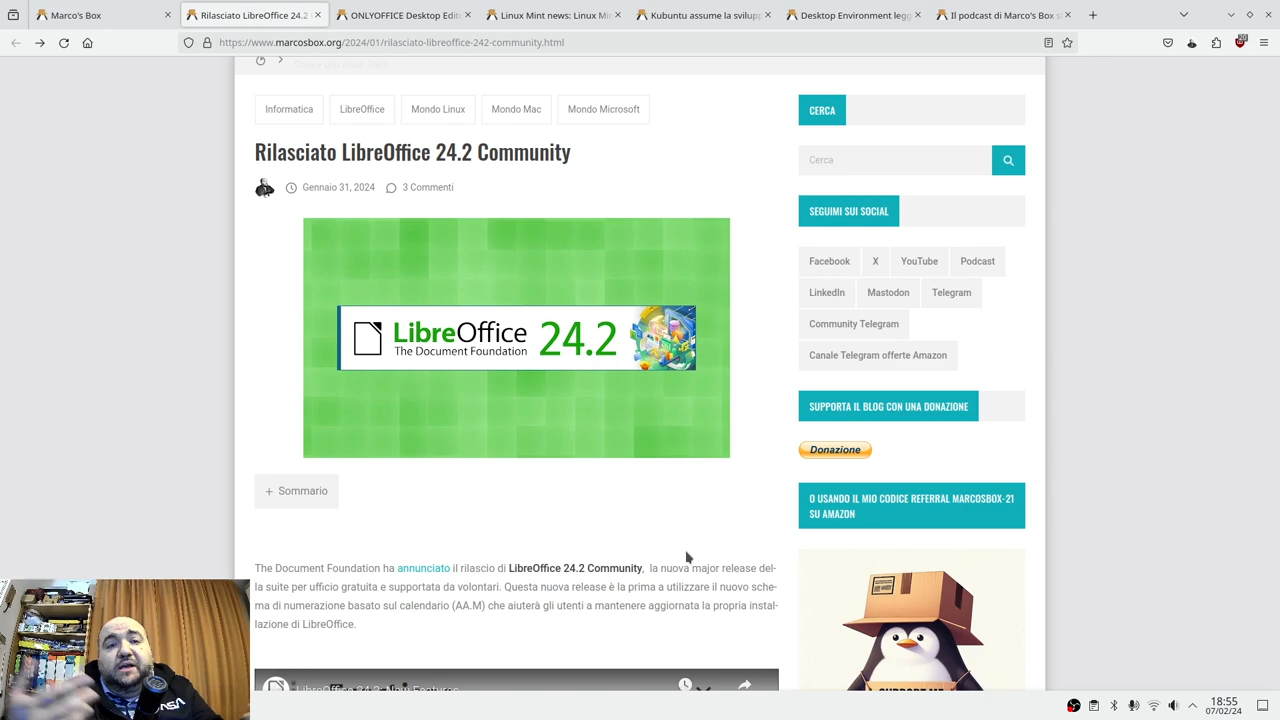 Marco's Box
Rilasciato LibreOffice 24.2
ONLYOFFICE Desktop Edit
Linux Mint news: Linux Min
Kubuntu assume la svilupp
Desktop Environment legg
Il podcast di Marco's Box s
https://www.marcosbox.org/2024/01/rilasciato-libreoffice-242-community.html
Informatica
LibreOffice
Mondo Linux
Mondo Mac
Mondo Microsoft
Rilasciato LibreOffice 24.2 Community
Gennaio 31, 2024
3 Commenti
LibreOffice 24.2
The Document Foundation
+ Sommario
The Document Foundation ha annunciato il rilascio di LibreOffice 24.2 Community, la nuova major release del-
la suite per ufficio gratuita e supportata da volontari. Questa nuova release è la prima a utilizzare il nuovo sche-
ma di numerazione basato sul calendario (AA.M) che aiuterà gli utenti a mantenere aggiornata la propria instal-
lazione di LibreOffice.
LibreOffice 24.2: New Features
CERCA
Cerca
SEGUIMI SUI SOCIAL
Facebook
X
YouTube
Podcast
LinkedIn
Mastodon
Telegram
Community Telegram
Canale Telegram offerte Amazon
SUPPORTA IL BLOG CON UNA DONAZIONE
Donazione
O USANDO IL MIO CODICE REFERRAL MARCOSBOX-21
SU AMAZON
SUPPORT ME
18:55
07/02/24